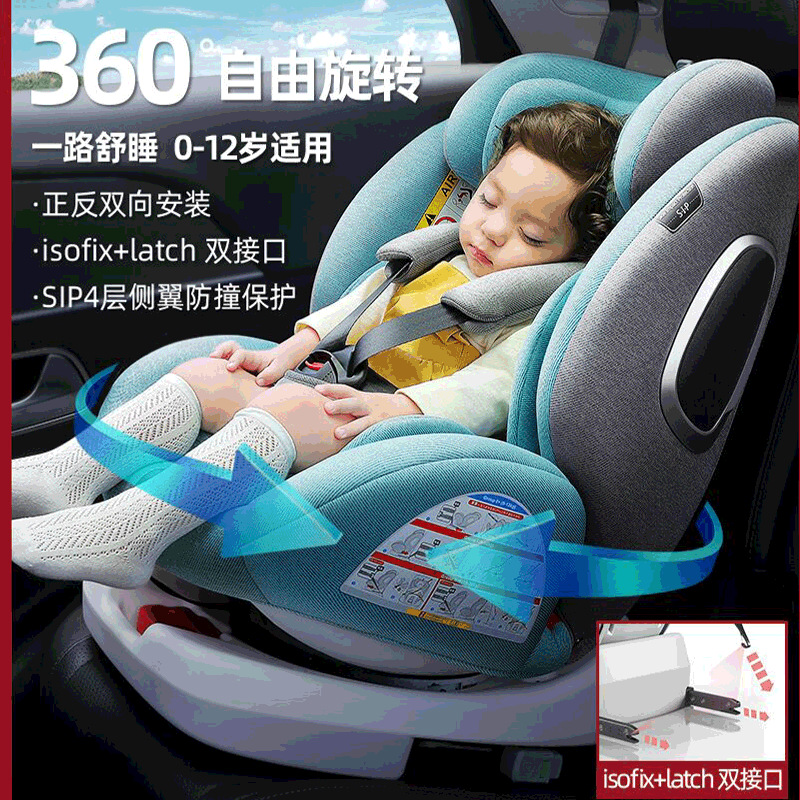 360° 自由旋转
一路舒睡 0-12岁适用
·正反双向安装
·isofix+latch 双接口
·SIP4层侧翼防撞保护
AIR
SIP
isofix+latch 双接口